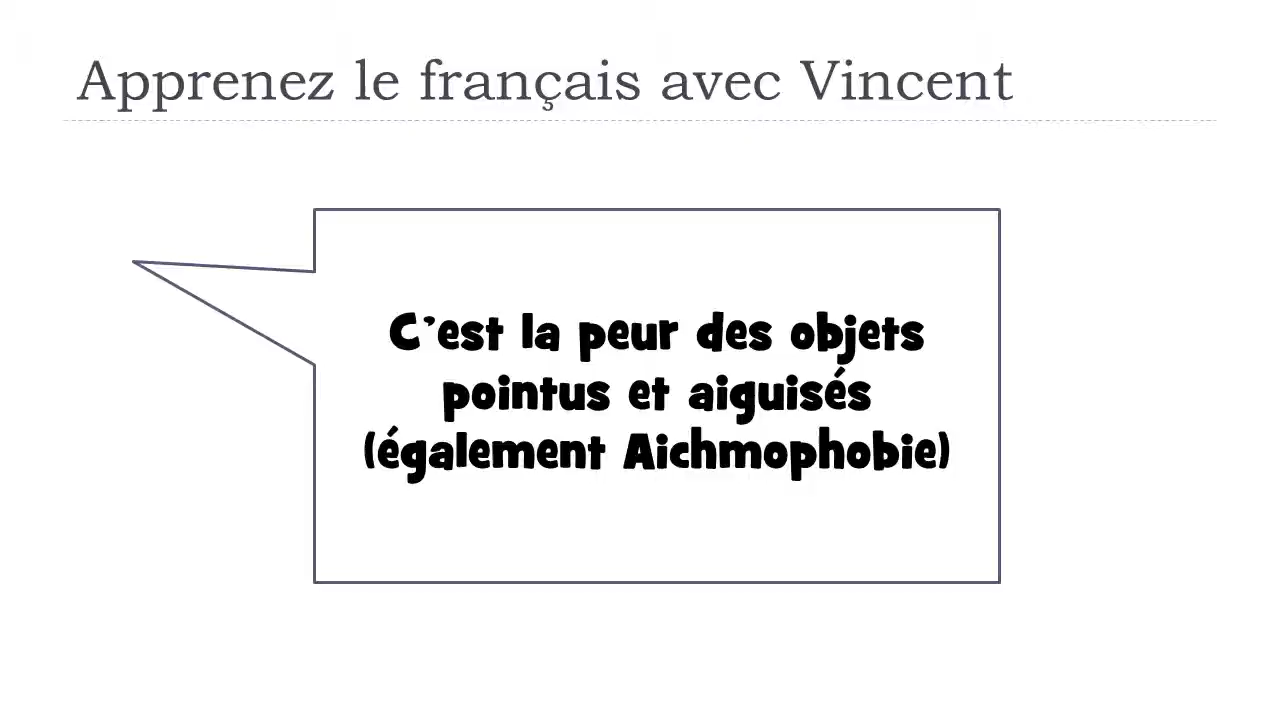 Apprenez le français avec Vincent
C'est la peur des objets
pointus et aiguisés
(également Aichmophobie)